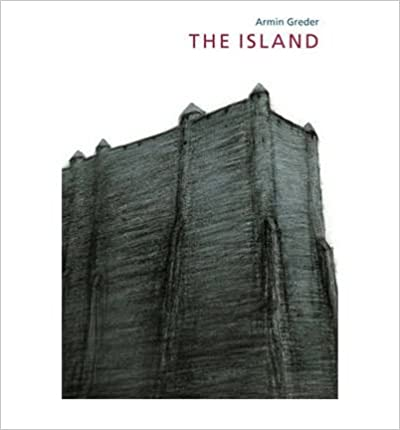 Armin Greder
THE ISLAND